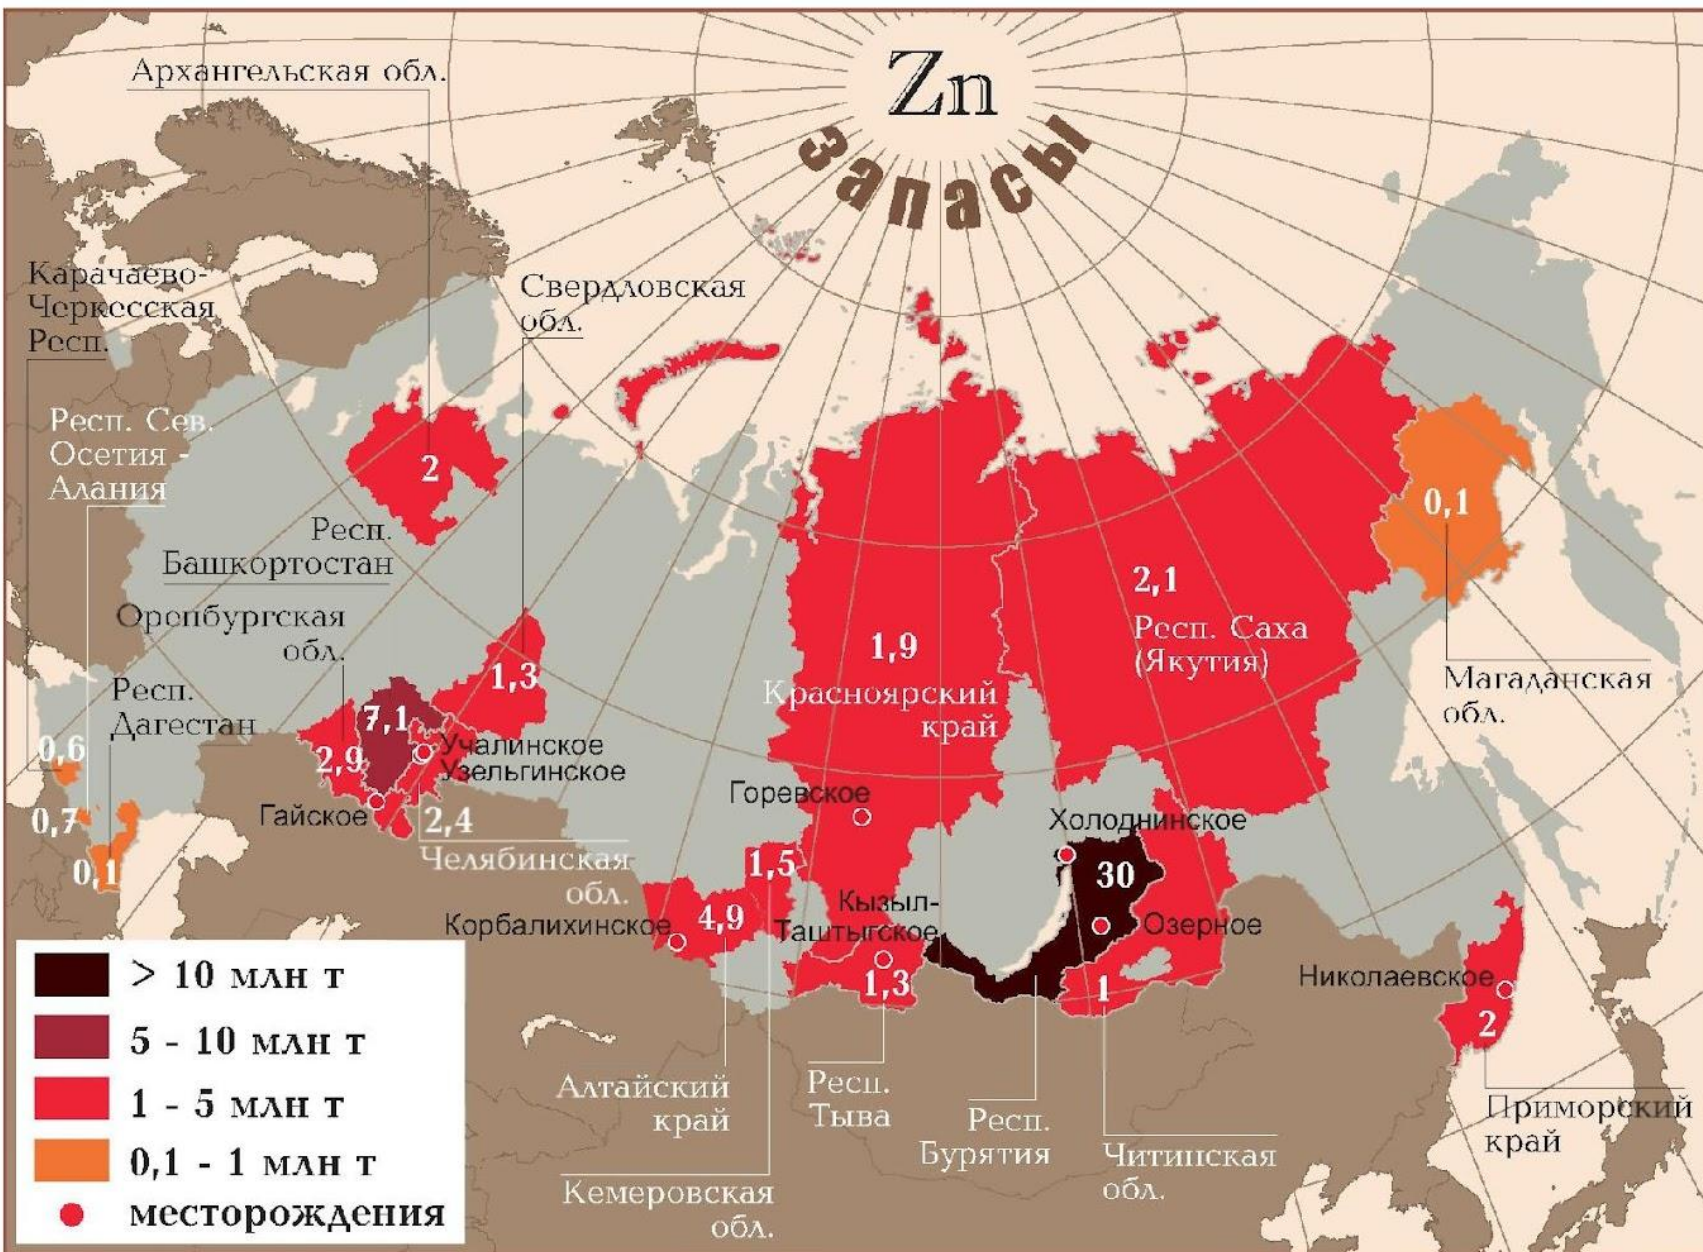 Zn
Запасы
Архангельская обл.
Карачаево-
Черкесская
Респ.
Свердловская
обл.
Респ. Сев.
Осетия -
Алания
2
0,1
Респ.
Башкортостан
2,1
Оренбургская
обл.
Респ. Саха
(Якутия)
1,9
1,3
Красноярский
край
Магаданская
обл.
Респ.
Дагестан
7,1
0,6
2,9
Учалинское
Узельгинское
Горевское
Гайское
0,7
2,4
Холоднинское
Челябинская
обл.
0,1
1,5
30
Кызыл-
Таштыгское
Корбалихинское
4,9
Озерное
1,3
1
Николаевское
2
> 10 млн т
5 - 10 млн т
1 - 5 млн т
0,1 - 1 млн т
месторождения
Алтайский
край
Респ.
Тыва
Респ.
Бурятия
Читинская
обл.
Приморский
край
Кемеровская
обл.